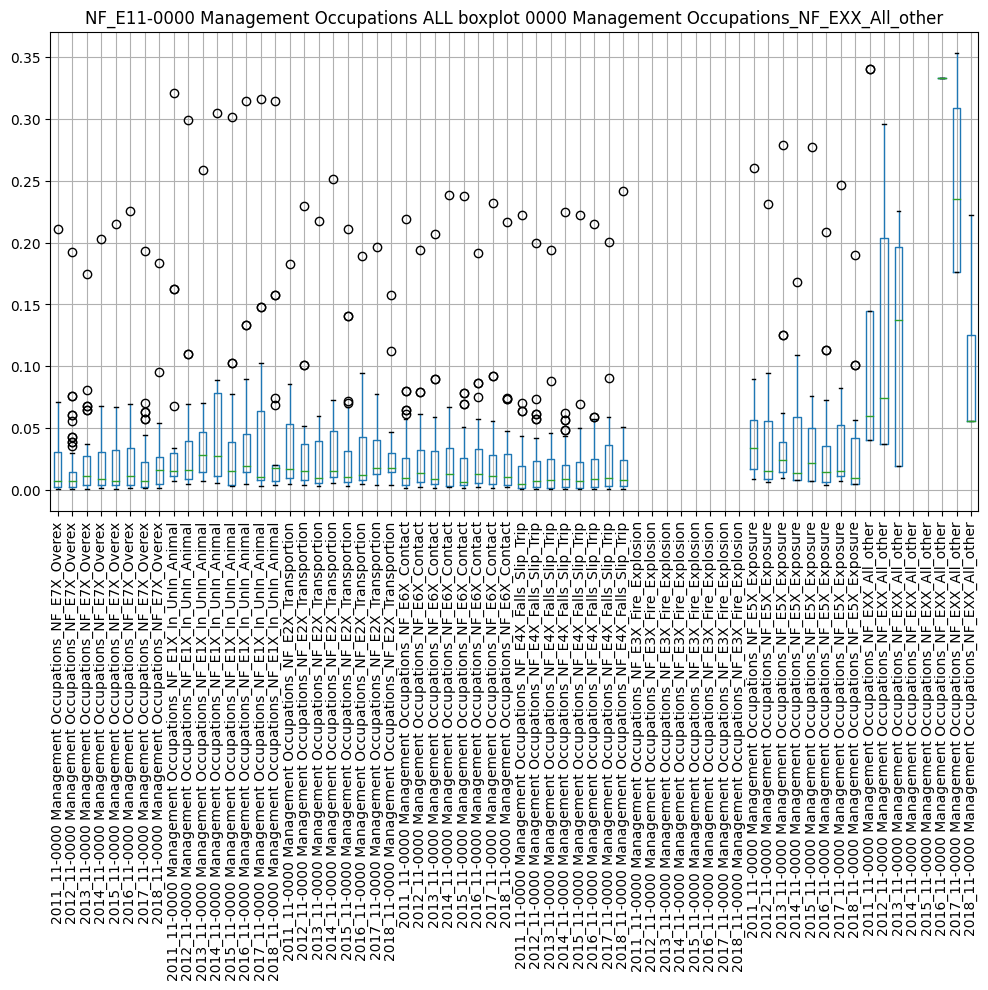 NF_E11-0000 Management Occupations ALL boxplot 0000 Management Occupations_NF_EXX_All_other
0.35
0.30
0.25
0.20
0.15
0.10
0.05
0.00
2011_11-0000 Management Occupations_NF_E7X_Overex
2012_11-0000 Management Occupations_NF_E7X_Overex
2013_11-0000 Management Occupations_NF_E7X_Overex
2014_11-0000 Management Occupations_NF_E7X_Overex
2015_11-0000 Management Occupations_NF_E7X_Overex
2016_11-0000 Management Occupations_NF_E7X_Overex
2017_11-0000 Management Occupations_NF_E7X_Overex
2018_11-0000 Management Occupations_NF_E7X_Overex
2011_11-0000 Management Occupations_NF_E1X_In_UnIn_Animal
2012_11-0000 Management Occupations_NF_E1X_In_UnIn_Animal
2013_11-0000 Management Occupations_NF_E1X_In_UnIn_Animal
2014_11-0000 Management Occupations_NF_E1X_In_UnIn_Animal
2015_11-0000 Management Occupations_NF_E1X_In_UnIn_Animal
2016_11-0000 Management Occupations_NF_E1X_In_UnIn_Animal
2017_11-0000 Management Occupations_NF_E1X_In_UnIn_Animal
2018_11-0000 Management Occupations_NF_E1X_In_UnIn_Animal
2011_11-0000 Management Occupations_NF_E2X_Transportion
2012_11-0000 Management Occupations_NF_E2X_Transportion
2013_11-0000 Management Occupations_NF_E2X_Transportion
2014_11-0000 Management Occupations_NF_E2X_Transportion
2015_11-0000 Management Occupations_NF_E2X_Transportion
2016_11-0000 Management Occupations_NF_E2X_Transportion
2017_11-0000 Management Occupations_NF_E2X_Transportion
2018_11-0000 Management Occupations_NF_E2X_Transportion
2011_11-0000 Management Occupations_NF_E6X_Contact
2012_11-0000 Management Occupations_NF_E6X_Contact
2013_11-0000 Management Occupations_NF_E6X_Contact
2014_11-0000 Management Occupations_NF_E6X_Contact
2015_11-0000 Management Occupations_NF_E6X_Contact
2016_11-0000 Management Occupations_NF_E6X_Contact
2017_11-0000 Management Occupations_NF_E6X_Contact
2018_11-0000 Management Occupations_NF_E6X_Contact
2011_11-0000 Management Occupations_NF_E4X_Falls_Slip_Trip
2012_11-0000 Management Occupations_NF_E4X_Falls_Slip_Trip
2013_11-0000 Management Occupations_NF_E4X_Falls_Slip_Trip
2014_11-0000 Management Occupations_NF_E4X_Falls_Slip_Trip
2015_11-0000 Management Occupations_NF_E4X_Falls_Slip_Trip
2016_11-0000 Management Occupations_NF_E4X_Falls_Slip_Trip
2017_11-0000 Management Occupations_NF_E4X_Falls_Slip_Trip
2018_11-0000 Management Occupations_NF_E4X_Falls_Slip_Trip
2011_11-0000 Management Occupations_NF_E3X_Fire_Explosion
2012_11-0000 Management Occupations_NF_E3X_Fire_Explosion
2013_11-0000 Management Occupations_NF_E3X_Fire_Explosion
2014_11-0000 Management Occupations_NF_E3X_Fire_Explosion
2015_11-0000 Management Occupations_NF_E3X_Fire_Explosion
2016_11-0000 Management Occupations_NF_E3X_Fire_Explosion
2017_11-0000 Management Occupations_NF_E3X_Fire_Explosion
2018_11-0000 Management Occupations_NF_E3X_Fire_Explosion
2011_11-0000 Management Occupations_NF_E5X_Exposure
2012_11-0000 Management Occupations_NF_E5X_Exposure
2013_11-0000 Management Occupations_NF_E5X_Exposure
2014_11-0000 Management Occupations_NF_E5X_Exposure
2015_11-0000 Management Occupations_NF_E5X_Exposure
2016_11-0000 Management Occupations_NF_E5X_Exposure
2017_11-0000 Management Occupations_NF_E5X_Exposure
2018_11-0000 Management Occupations_NF_E5X_Exposure
2011_11-0000 Management Occupations_NF_EXX_All_other
2012_11-0000 Management Occupations_NF_EXX_All_other
2013_11-0000 Management Occupations_NF_EXX_All_other
2014_11-0000 Management Occupations_NF_EXX_All_other
2015_11-0000 Management Occupations_NF_EXX_All_other
2016_11-0000 Management Occupations_NF_EXX_All_other
2017_11-0000 Management Occupations_NF_EXX_All_other
2018_11-0000 Management Occupations_NF_EXX_All_other